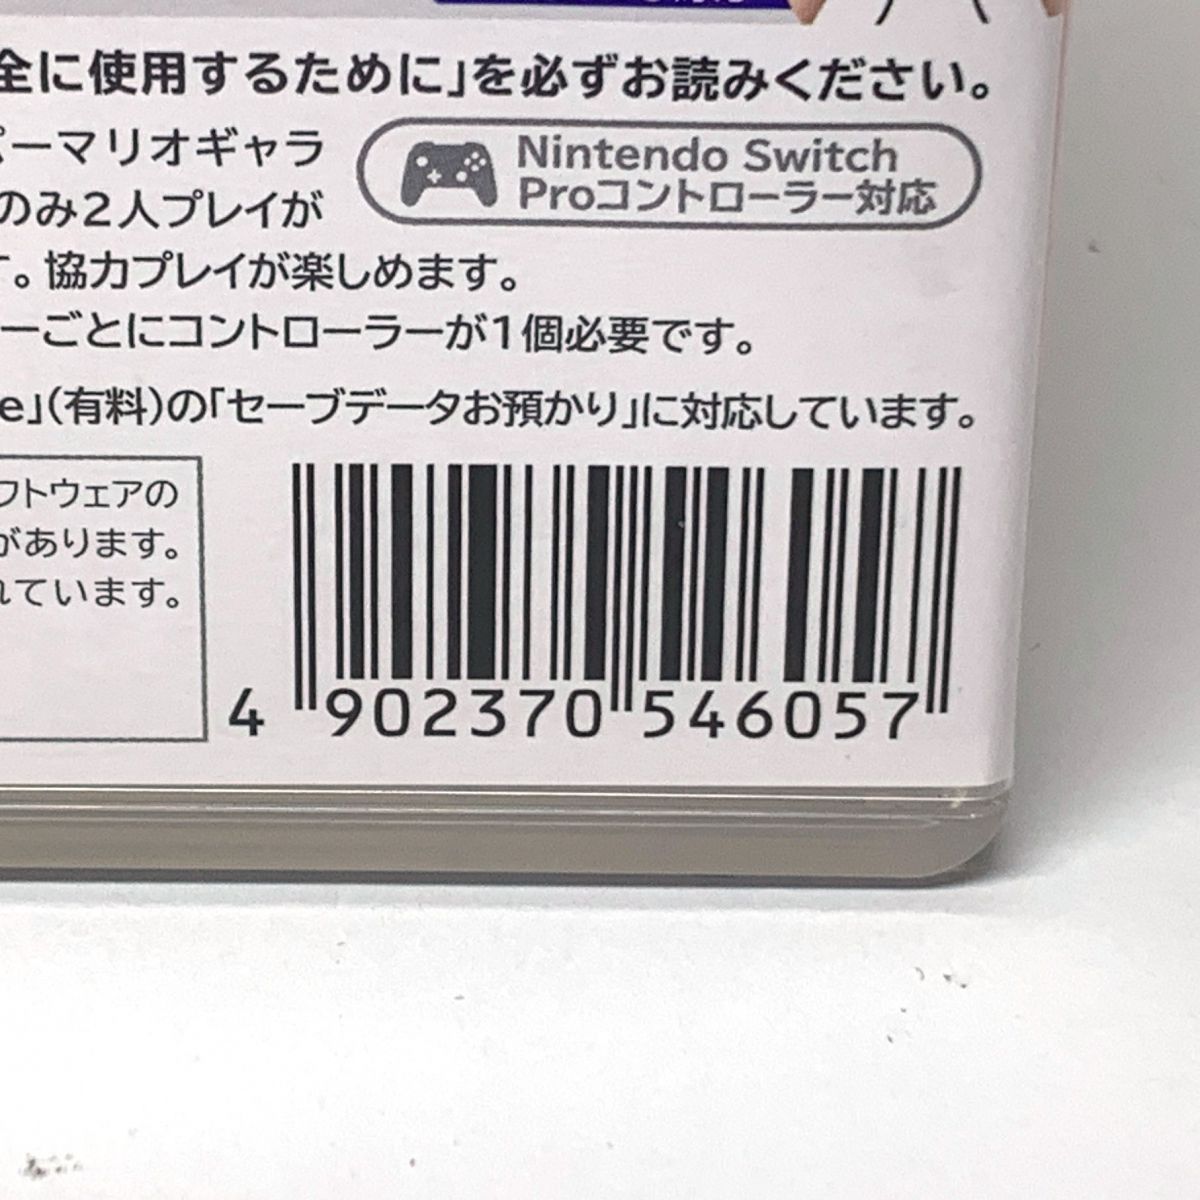 全に使用するために」を必ずお読みください。
パーマリオギャラ
のみ2人プレイが
Nintendo Switch
Proコントローラー対応
す。協力プレイが楽しめます。
ーごとにコントローラーが1個必要です。
e」(有料)の「セーブデータお預かり」に対応しています。
フトウェアの
があります。
れています。
4 902370 546057